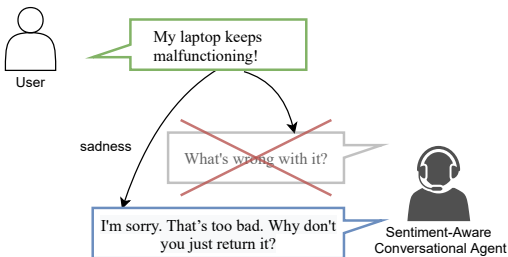 My laptop keeps
malfunctioning!
User
sadness
What's wrong with it?
I'm sorry. That's too bad. Why don't
you just return it?
Sentiment-Aware
Conversational Agent